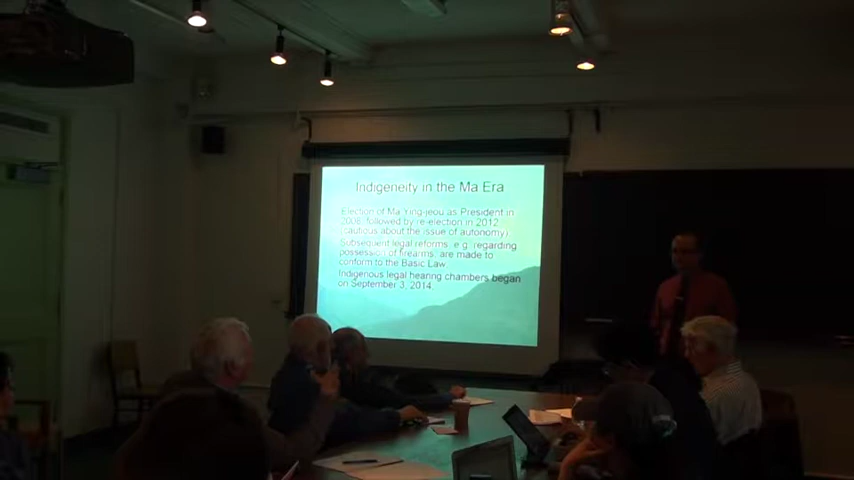 Indigeneity in the Ma Era
Election of Ma Ying-jeou as President in
2008, followed by re-election in 2012
(cautious about the issue of autonomy)
Subsequent legal reforms, e.g. regarding
possession of firearms, are made to
conform to the Basic Law.
Indigenous legal hearing chambers began
on September 3, 2014.